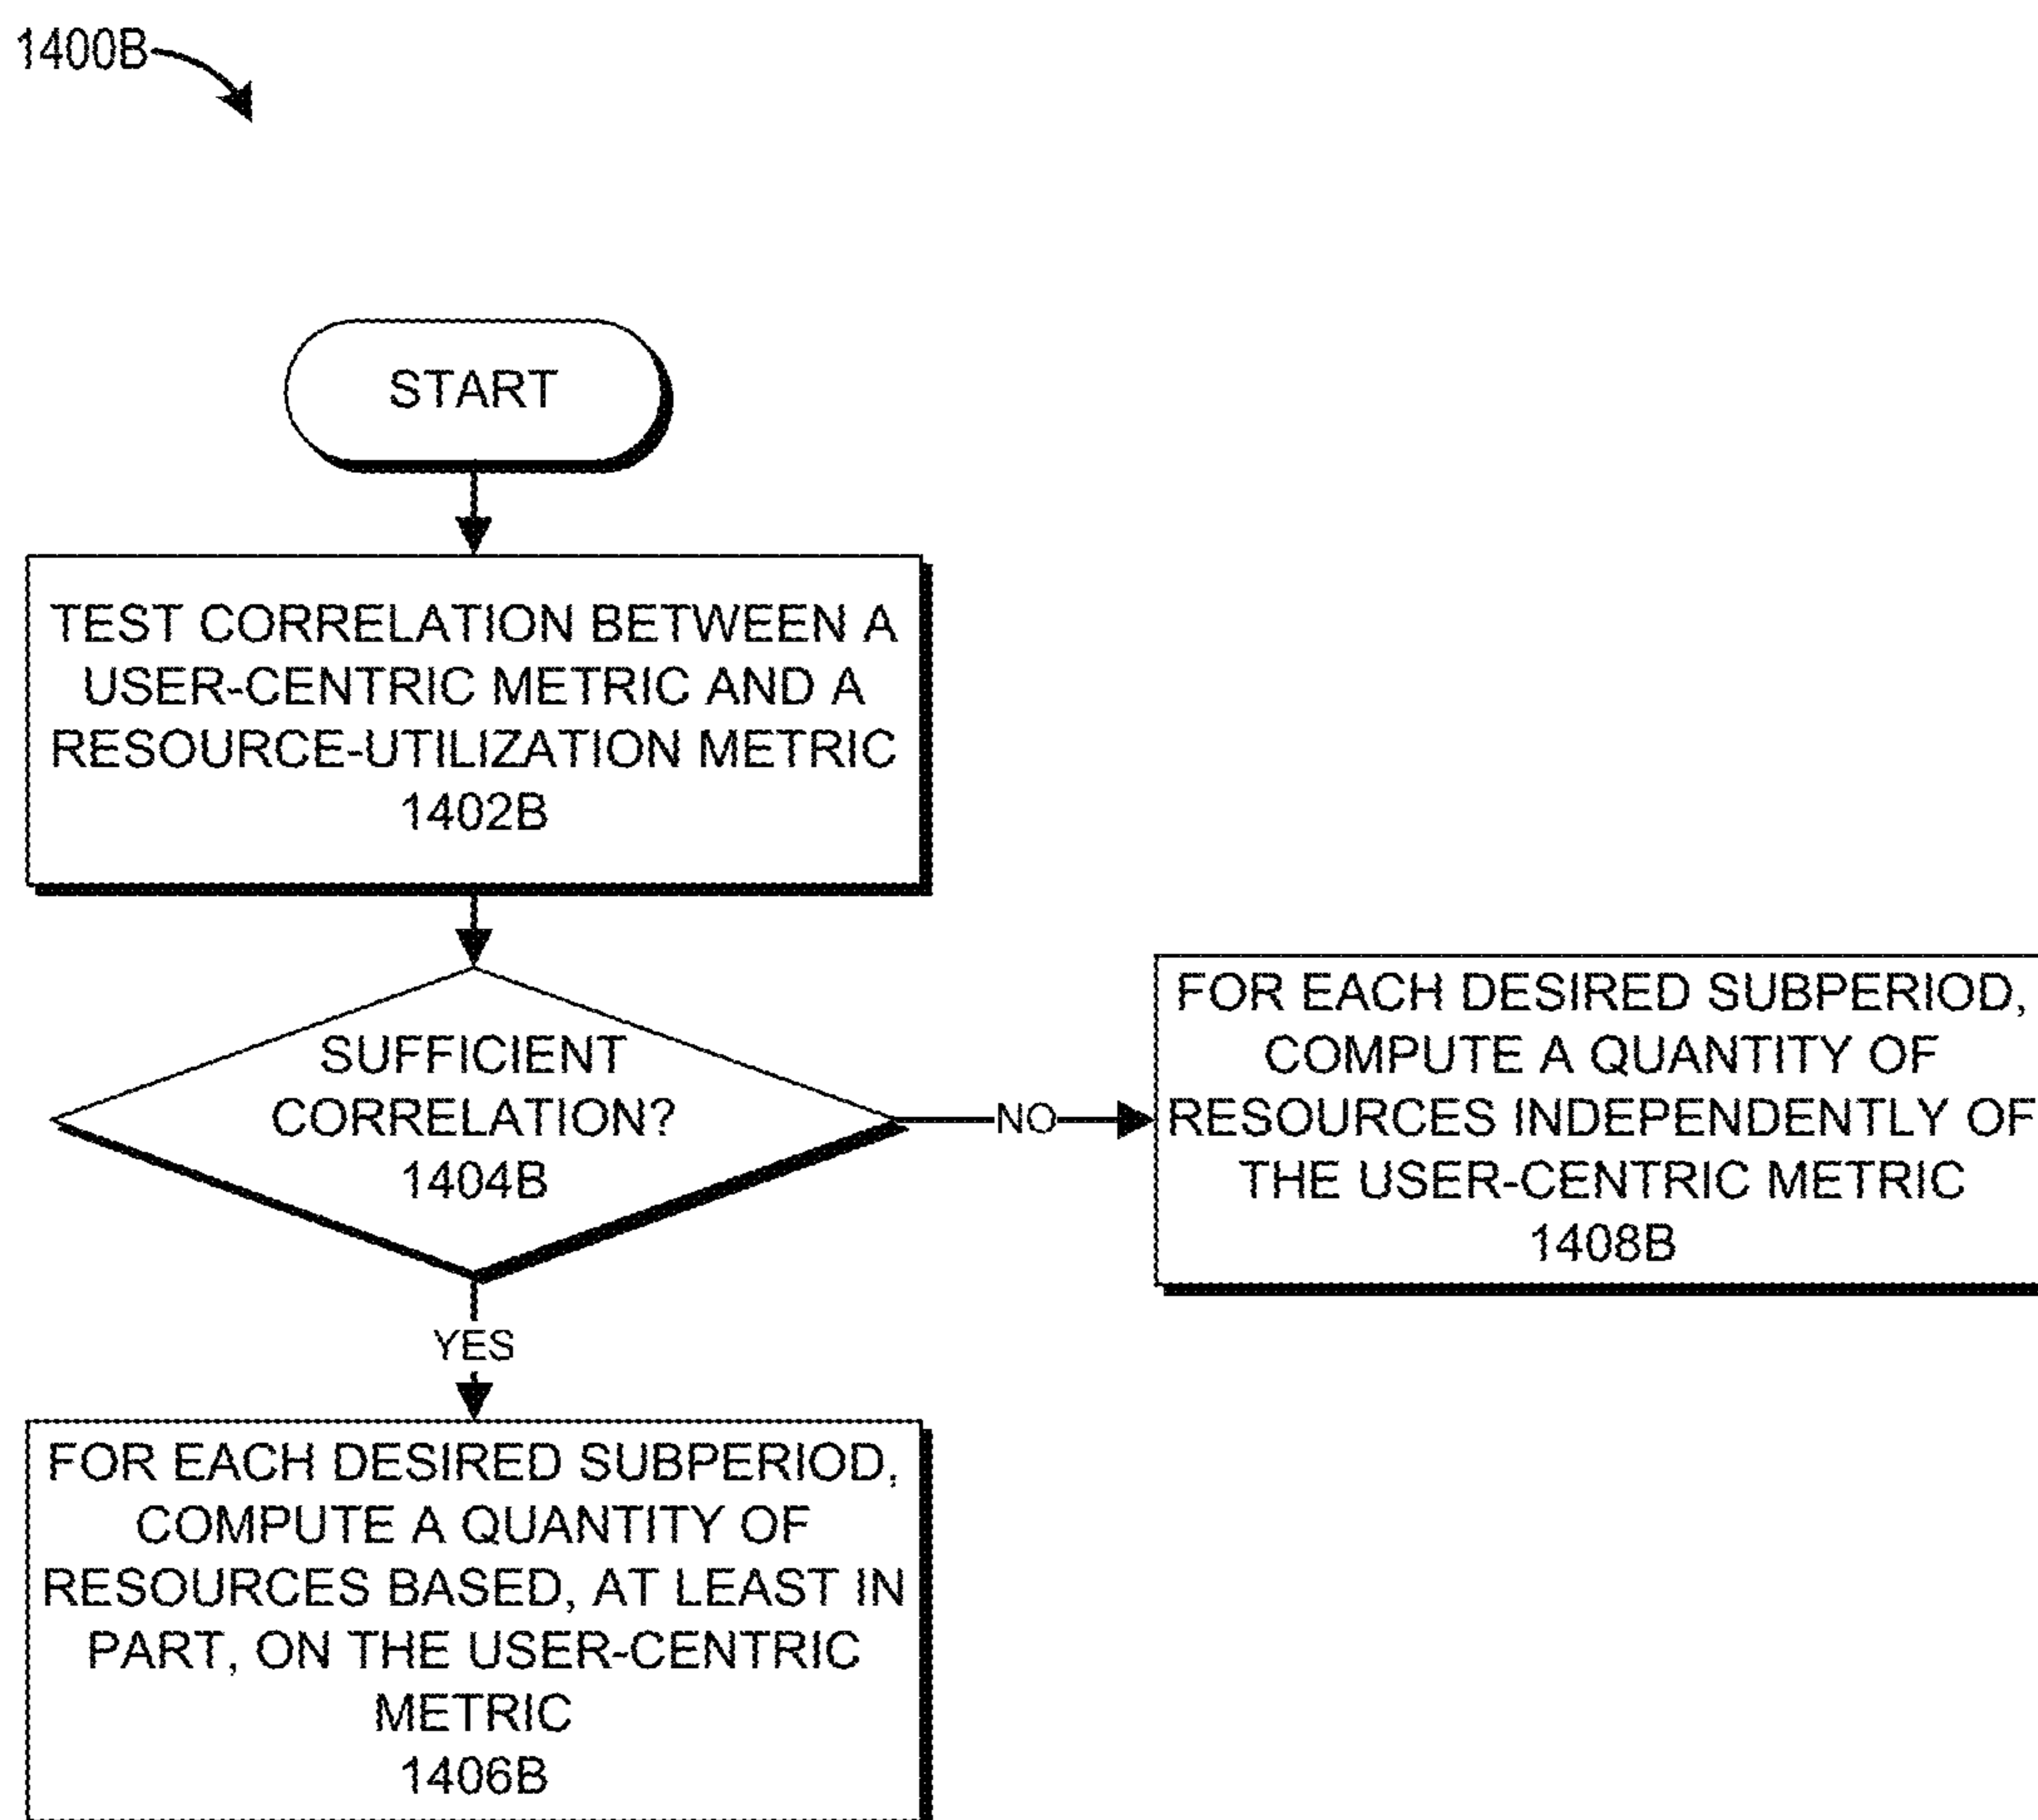 1400B
START
TEST CORRELATION BETWEEN A
USER-CENTRIC METRIC AND A
RESOURCE-UTILIZATION METRIC
1402B
SUFFICIENT
CORRELATION?
1404B
NO
FOR EACH DESIRED SUBPERIOD,
COMPUTE A QUANTITY OF
RESOURCES INDEPENDENTLY OF
THE USER-CENTRIC METRIC
1408B
YES
FOR EACH DESIRED SUBPERIOD,
COMPUTE A QUANTITY OF
RESOURCES BASED, AT LEAST IN
PART, ON THE USER-CENTRIC
METRIC
1406B